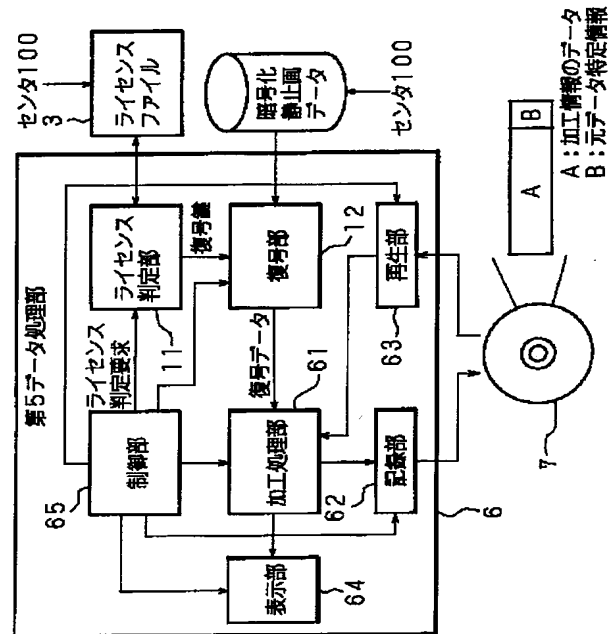 センタ100
3
ライセンス
ファイル
暗号化
静止画
データ
センタ100
第5データ処理部
ライセンス
判定部
11
復号鍵
復号部
12
再生部
63
ライセンス
判定要求
復号データ
制御部
65
加工処理部
61
記録部
62
表示部
64
6
7
A
B
A:加工情報のデータ
B:元データ特定情報